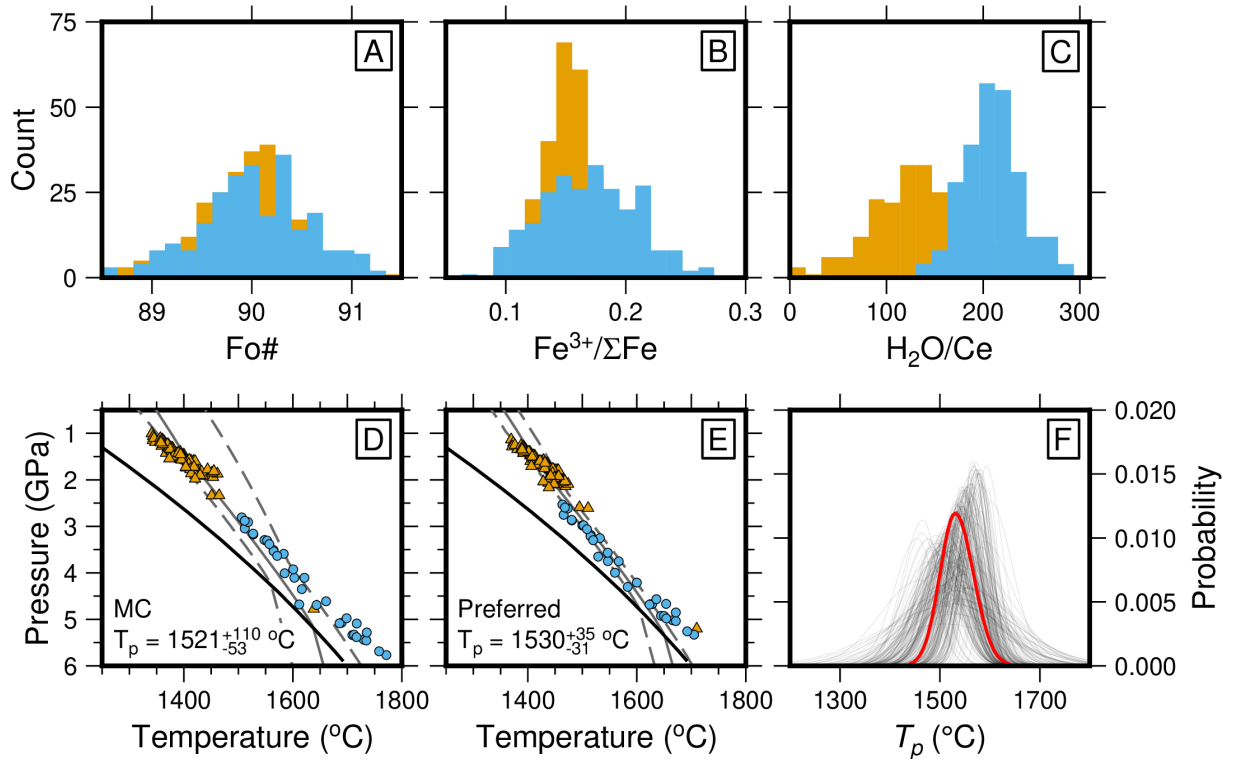 75
50
25
0
Count
A
89
90
91
Fo#
B
0.1
0.2
0.3
Fe³⁺/ΣFe
C
0
100
200
300
H₂O/Ce
1
2
3
4
5
6
Pressure (GPa)
D
MC
Tₚ = 1521⁺¹¹⁰₋₅₃ ºC
1400
1600
1800
Temperature (ºC)
E
Preferred
Tₚ = 1530⁺³⁵₋₃₁ ºC
1400
1600
1800
Temperature (ºC)
F
0.020
0.015
0.010
0.005
0.000
Probability
1300
1500
1700
Tₚ (°C)